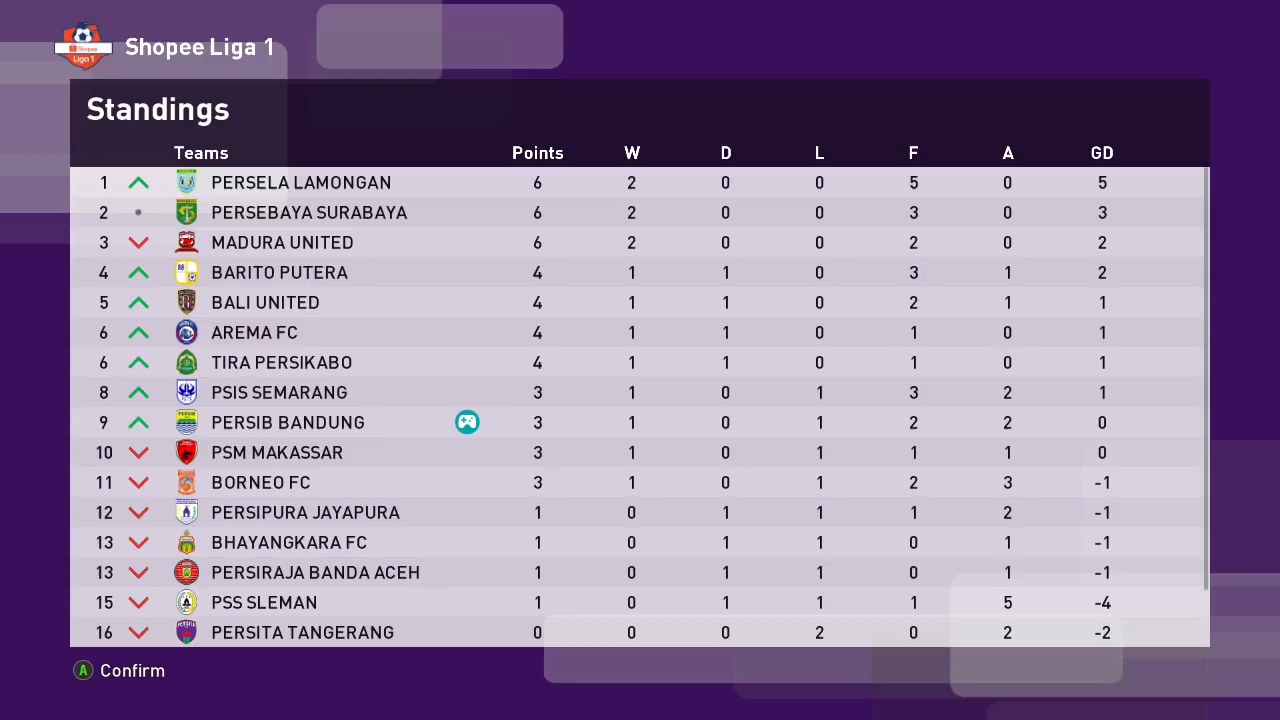 Shopee Liga 1
Standings
Teams Points W D L F A GD
1 PERSELA LAMONGAN 6 2 0 0 5 0 5
2 PERSEBAYA SURABAYA 6 2 0 0 3 0 3
3 MADURA UNITED 6 2 0 0 2 0 2
4 BARITO PUTERA 4 1 1 0 3 1 2
5 BALI UNITED 4 1 1 0 2 1 1
6 AREMA FC 4 1 1 0 1 0 1
6 TIRA PERSIKABO 4 1 1 0 1 0 1
8 PSIS SEMARANG 3 1 0 1 3 2 1
9 PERSIB BANDUNG 3 1 0 1 2 2 0
10 PSM MAKASSAR 3 1 0 1 1 1 0
11 BORNEO FC 3 1 0 1 2 3 -1
12 PERSIPURA JAYAPURA 1 0 1 1 1 2 -1
13 BHAYANGKARA FC 1 0 1 1 0 1 -1
13 PERSIRAJA BANDA ACEH 1 0 1 1 0 1 -1
15 PSS SLEMAN 1 0 1 1 1 5 -4
16 PERSITA TANGERANG 0 0 0 2 0 2 -2
A Confirm